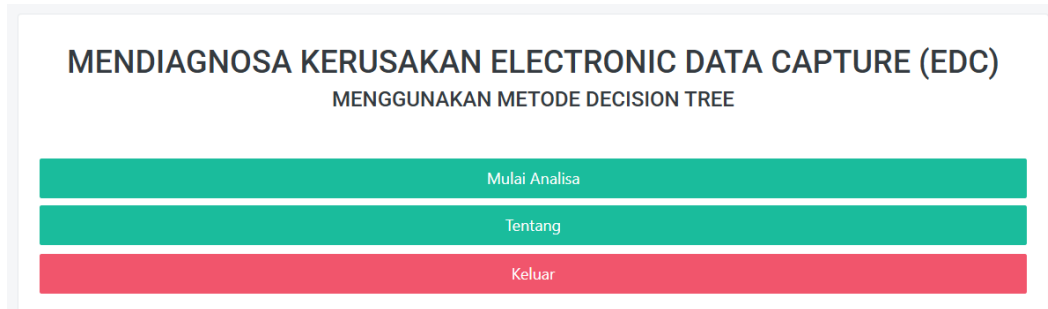 MENDIAGNOSA KERUSAKAN ELECTRONIC DATA CAPTURE (EDC)
MENGGUNAKAN METODE DECISION TREE
Mulai Analisa
Tentang
Keluar